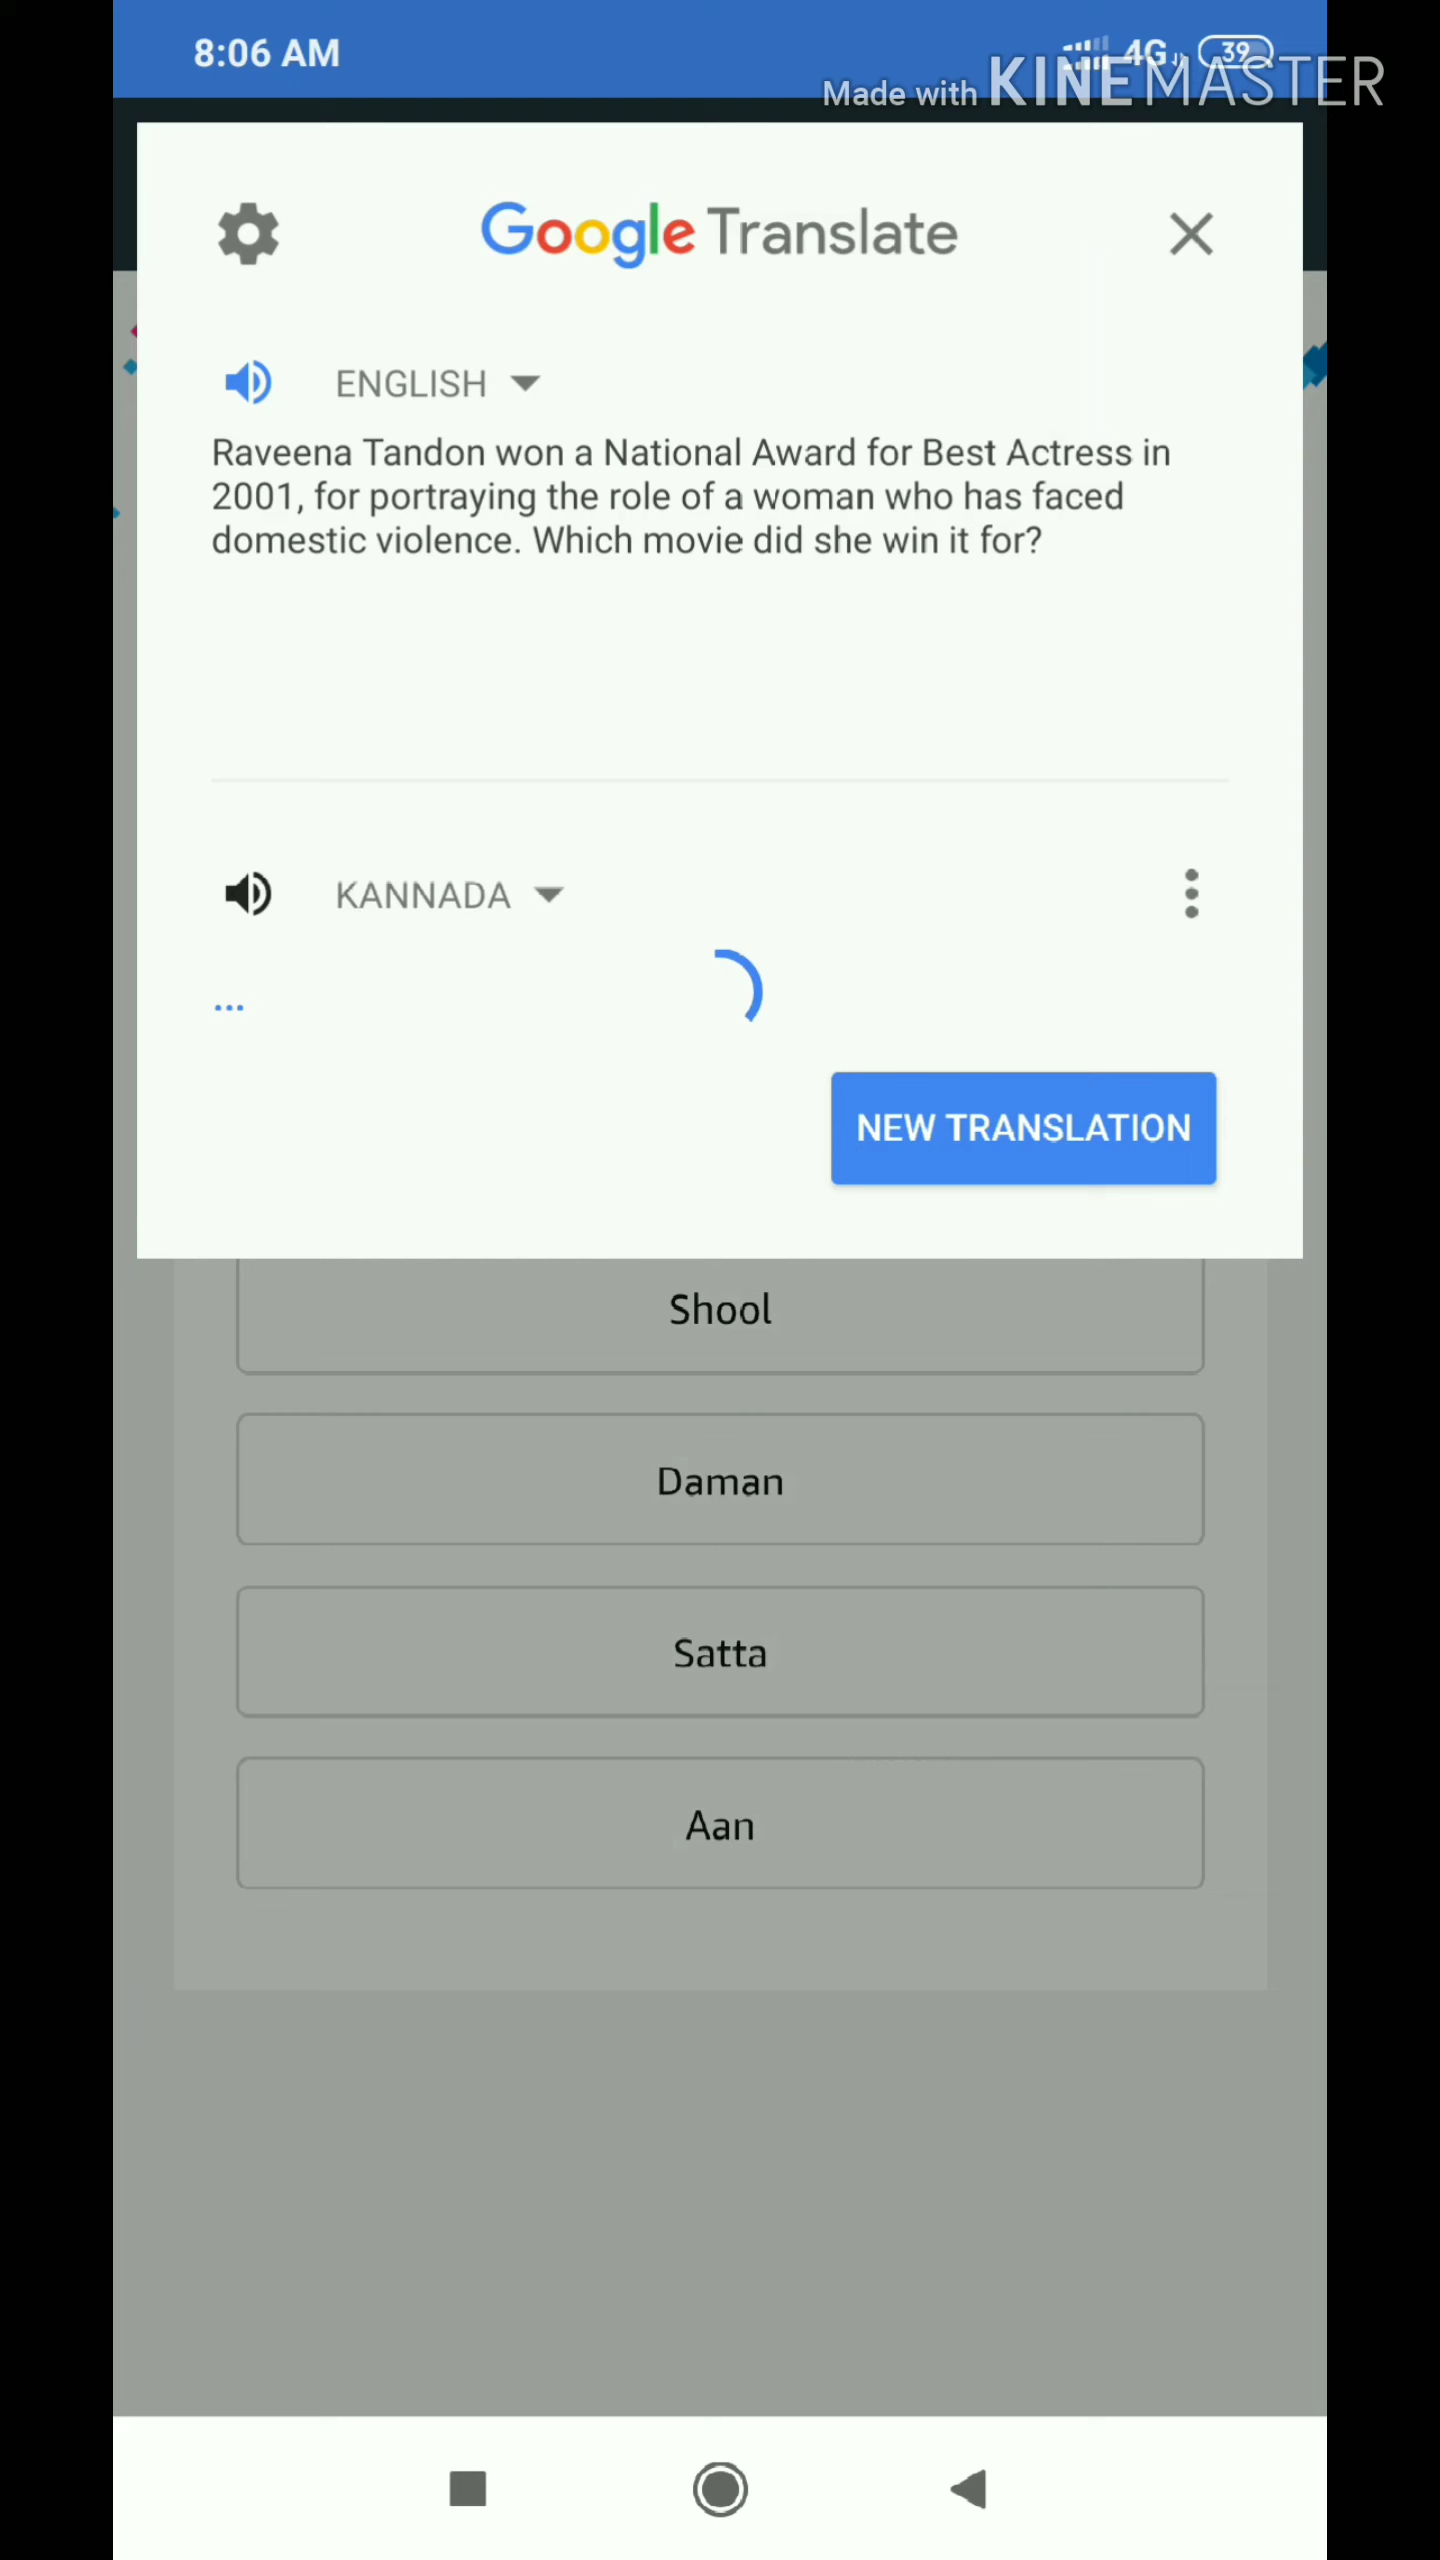 8:06 AM
4G 39
Made with KINEMASTER
Google Translate
ENGLISH
Raveena Tandon won a National Award for Best Actress in
2001, for portraying the role of a woman who has faced
domestic violence. Which movie did she win it for?
KANNADA
...
NEW TRANSLATION
Shool
Daman
Satta
Aan